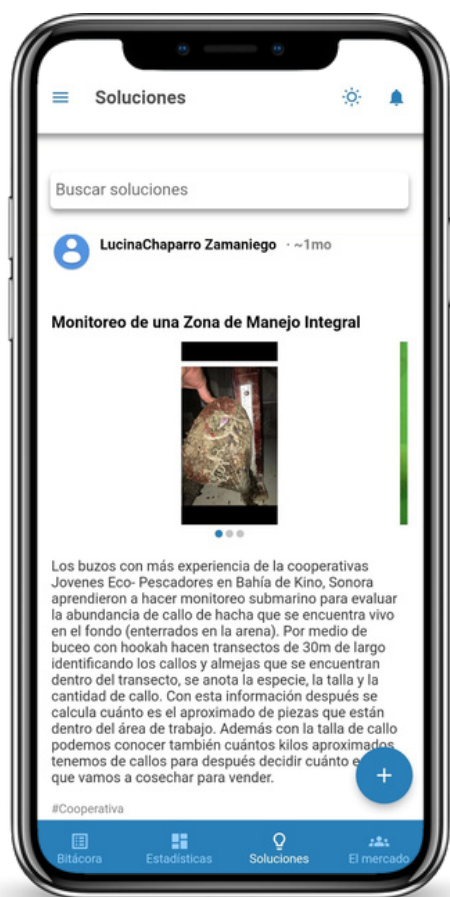 Soluciones
Buscar soluciones
LucinaChaparro Zamaniego · ~1mo
Monitoreo de una Zona de Manejo Integral
Los buzos con más experiencia de la cooperativas
Jovenes Eco- Pescadores en Bahía de Kino, Sonora
aprendieron a hacer monitoreo submarino para evaluar
la abundancia de callo de hacha que se encuentra vivo
en el fondo (enterrados en la arena). Por medio de
buceo con hookah hacen transectos de 30m de largo
identificando los callos y almejas que se encuentran
dentro del transecto, se anota la especie, la talla y la
cantidad de callo. Con esta información después se
calcula cuánto es el aproximado de piezas que están
dentro del área de trabajo. Además con la talla de callo
podemos conocer también cuántos kilos aproximados
tenemos de callos para después decidir cuánto
que vamos a cosechar para vender.
#Cooperativa
Bitácora Estadísticas Soluciones El mercado